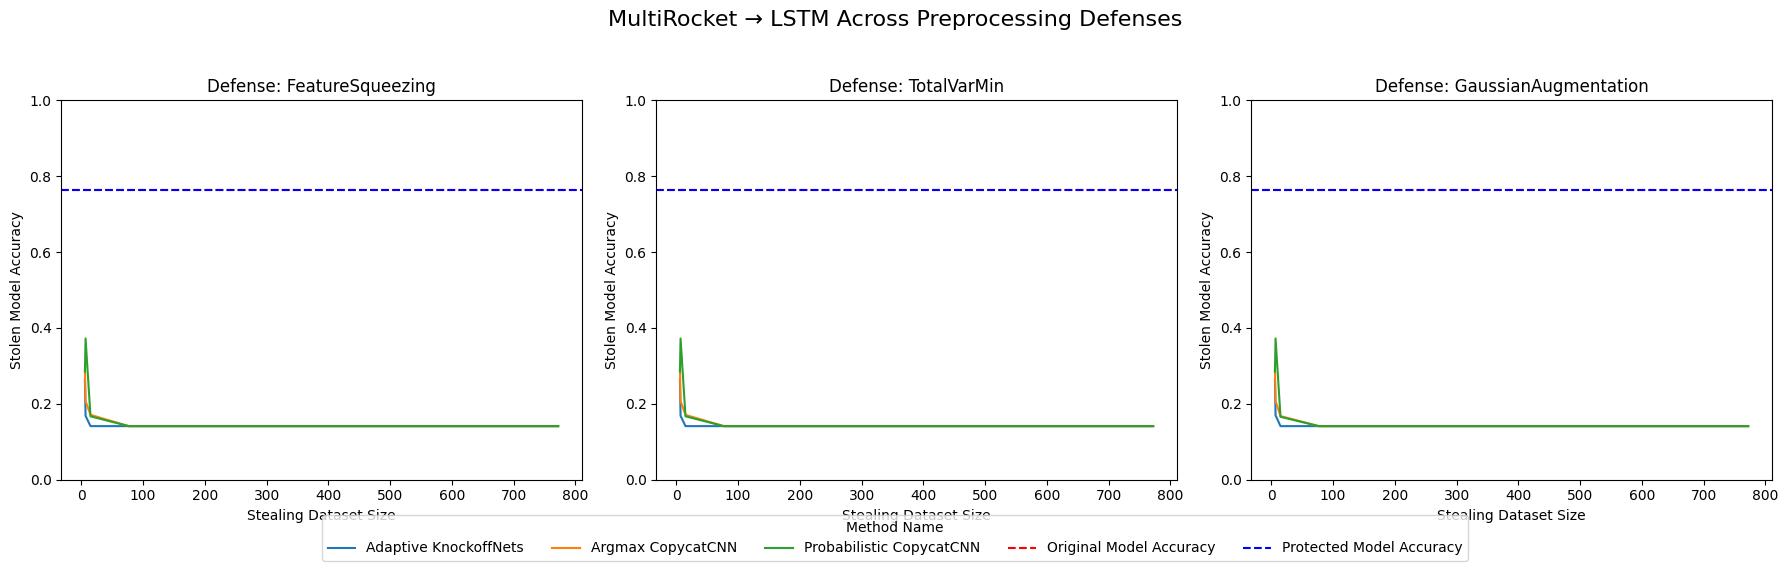 MultiRocket → LSTM Across Preprocessing Defenses
Defense: FeatureSqueezing
1.0
0.8
0.6
0.4
0.2
0.0
Stolen Model Accuracy
0 100 200 300 400 500 600 700 800
Stealing Dataset Size
Defense: TotalVarMin
1.0
0.8
0.6
0.4
0.2
0.0
Stolen Model Accuracy
0 100 200 300 400 500 600 700 800
Stealing Dataset Size
Defense: GaussianAugmentation
1.0
0.8
0.6
0.4
0.2
0.0
Stolen Model Accuracy
0 100 200 300 400 500 600 700 800
Stealing Dataset Size
Method Name
Adaptive KnockoffNets Argmax CopycatCNN Probabilistic CopycatCNN Original Model Accuracy Protected Model Accuracy